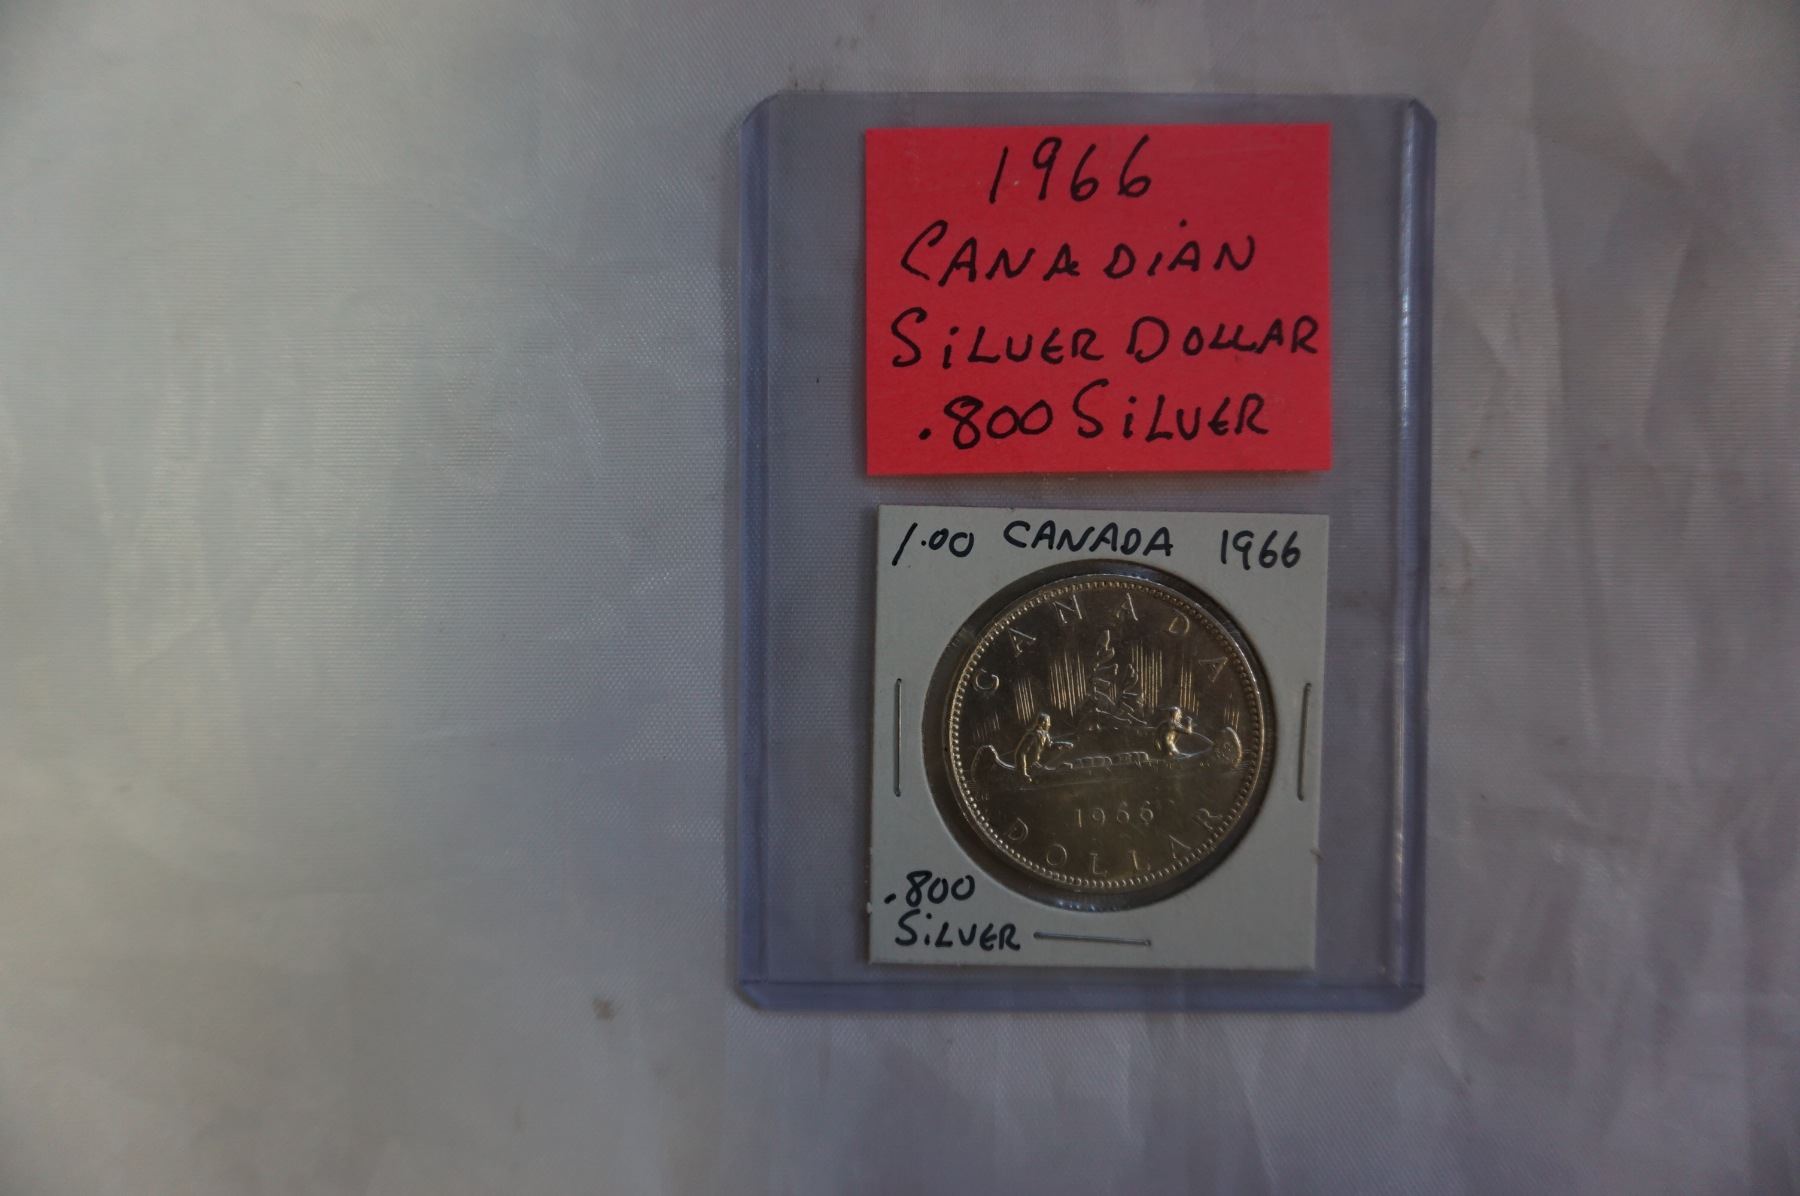 1966
CANADIAN
SiLVER DOLLAR
.800 SiLVER
1.00 CANADA 1966
CANADA
1966
DOLLAR
.800
SiLVER